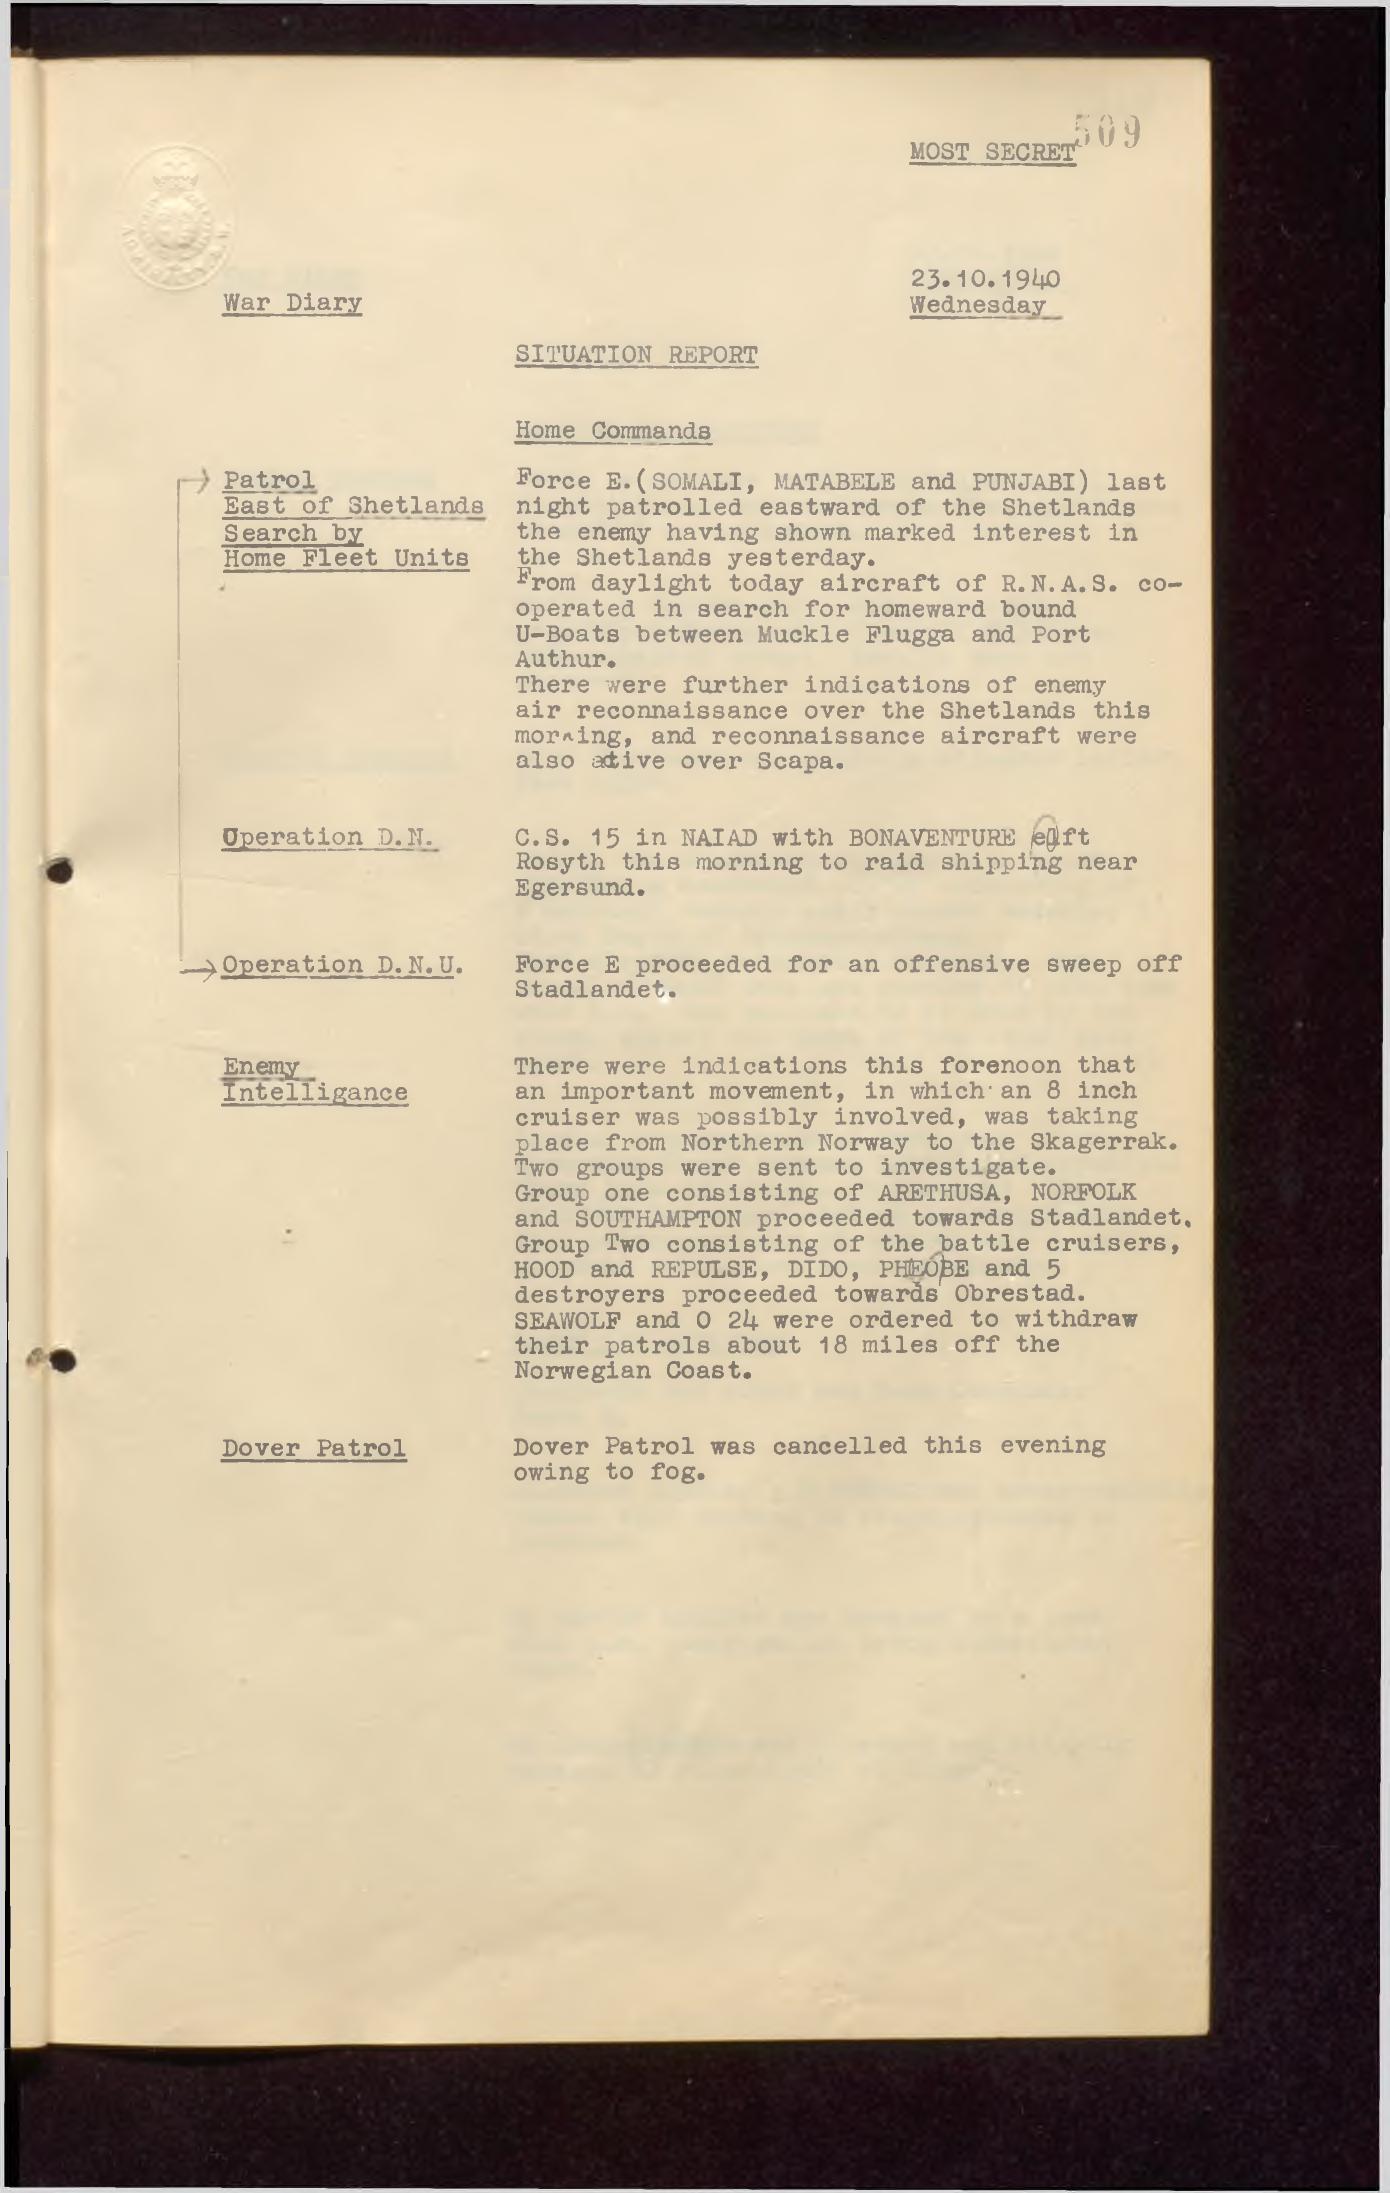 509
MOST SECRET
23.10.1940
War Diary
Wednesday
SITUATION REPORT
Home Commands
Patrol
East of Shetlands
Search by
Home Fleet Units
Force E.(SOMALI, MATABELE and PUNJABI) last
night patrolled eastward of the Shetlands
the enemy having shown marked interest in
the Shetlands yesterday.
From daylight today aircraft of R.N.A.S. co-
operated in search for homeward bound
U-Boats between Muckle Flugga and Port
Authur.
There were further indications of enemy
air reconnaissance over the Shetlands this
morning, and reconnaissance aircraft were
also active over Scapa.
Operation D.N.
C.S. 15 in NAIAD with BONAVENTURE elft
Rosyth this morning to raid shipping near
Egersund.
Operation D.N.U.
Force E proceeded for an offensive sweep off
Stadlandet.
Enemy
Intelligance
There were indications this forenoon that
an important movement, in which an 8 inch
cruiser was possibly involved, was taking
place from Northern Norway to the Skagerrak.
Two groups were sent to investigate.
Group one consisting of ARETHUSA, NORFOLK
and SOUTHAMPTON proceeded towards Stadlandet.
Group Two consisting of the battle cruisers,
HOOD and REPULSE, DIDO, PHEOBE and 5
destroyers proceeded towards Obrestad.
SEAWOLF and O 24 were ordered to withdraw
their patrols about 18 miles off the
Norwegian Coast.
Dover Patrol
Dover Patrol was cancelled this evening
owing to fog.